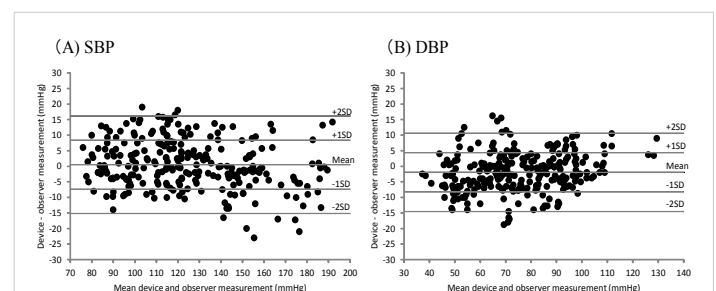 (A) SBP
(B) DBP
Device - observer measurement (mmHg)
30
25
20
15
10
5
0
-5
-10
-15
-20
-25
-30
+2SD
+1SD
Mean
-1SD
-2SD
70 80 90 100 110 120 130 140 150 160 170 180 190 200
Mean device and observer measurement (mmHg)
Device - observer measurement (mmHg)
30
25
20
15
10
5
0
-5
-10
-15
-20
-25
-30
+2SD
+1SD
Mean
-1SD
-2SD
30 40 50 60 70 80 90 100 110 120 130 140
Mean device and observer measurement (mmHg)